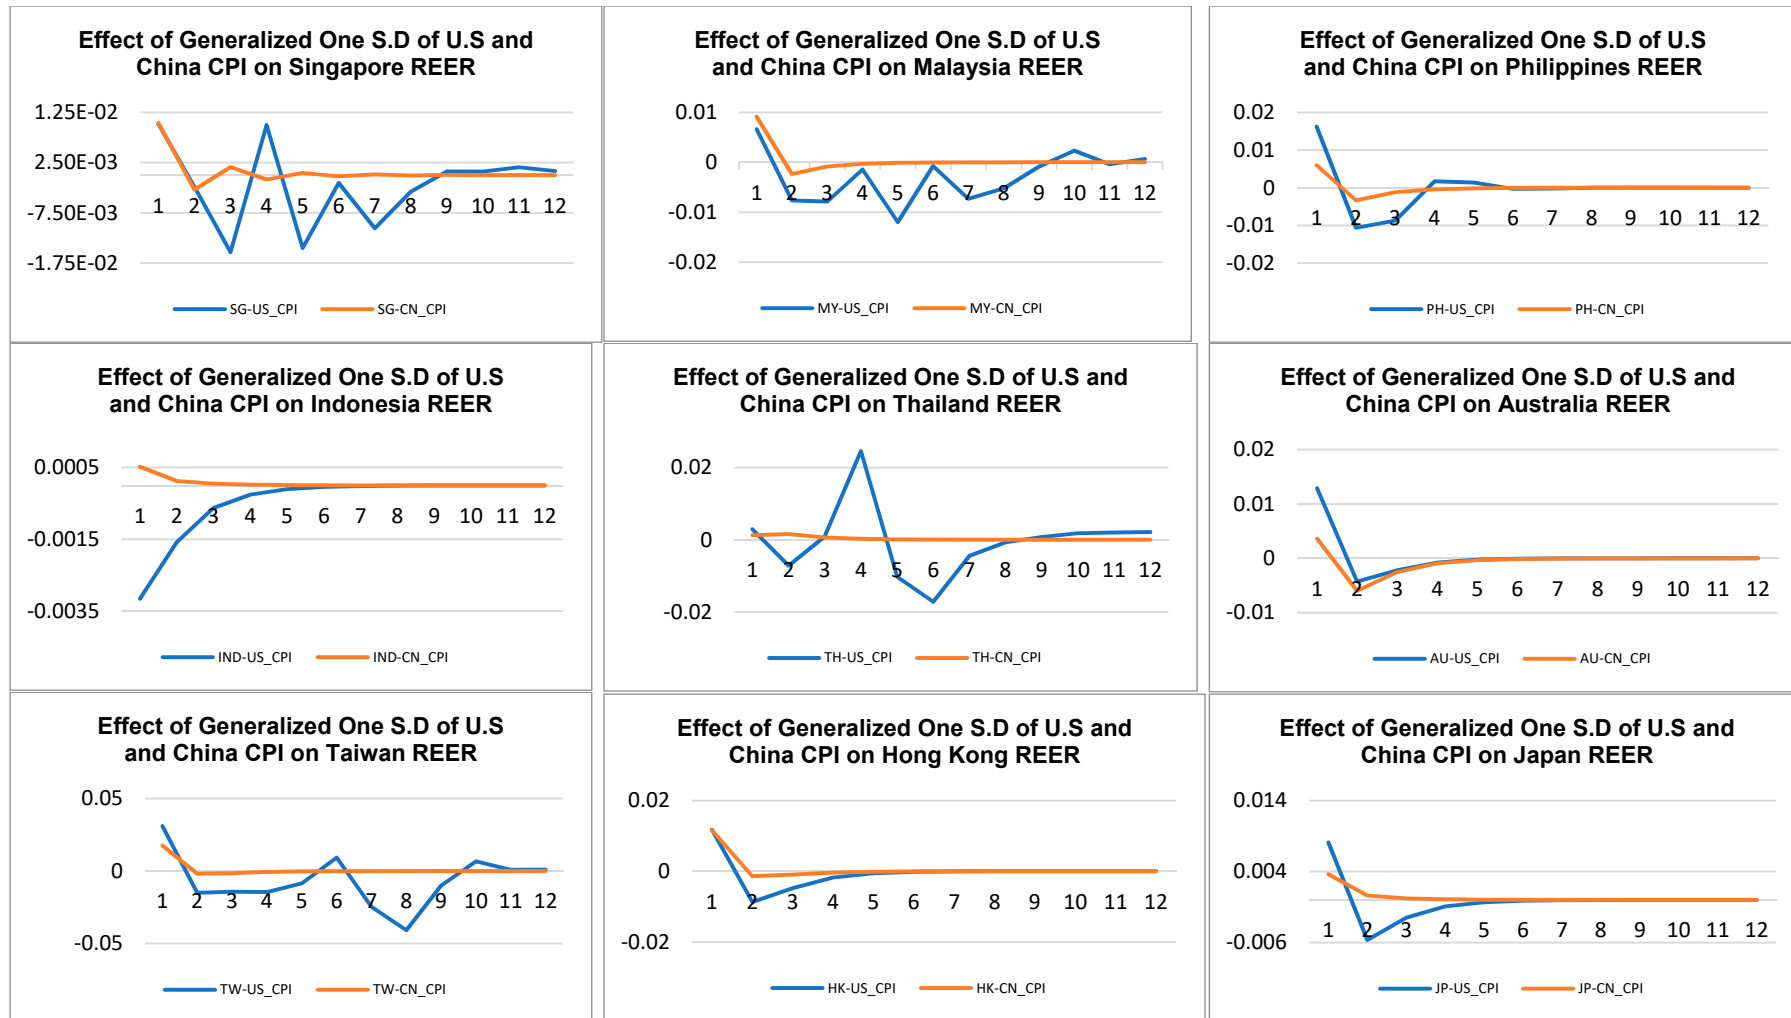 Effect of Generalized One S.D of U.S and
China CPI on Singapore REER
1.25E-02
2.50E-03
-7.50E-03
-1.75E-02
1 2 3 4 5 6 7 8 9 10 11 12
SG-US_CPI SG-CN_CPI
Effect of Generalized One S.D of U.S
and China CPI on Malaysia REER
0.01
0
-0.01
-0.02
1 2 3 4 5 6 7 8 9 10 11 12
MY-US_CPI MY-CN_CPI
Effect of Generalized One S.D of U.S
and China CPI on Philippines REER
0.02
0.01
0
-0.01
-0.02
1 2 3 4 5 6 7 8 9 10 11 12
PH-US_CPI PH-CN_CPI
Effect of Generalized One S.D of U.S
and China CPI on Indonesia REER
0.0005
-0.0015
-0.0035
1 2 3 4 5 6 7 8 9 10 11 12
IND-US_CPI IND-CN_CPI
Effect of Generalized One S.D of U.S and
China CPI on Thailand REER
0.02
0
-0.02
1 2 3 4 5 6 7 8 9 10 11 12
TH-US_CPI TH-CN_CPI
Effect of Generalized One S.D of U.S and
China CPI on Australia REER
0.02
0.01
0
-0.01
1 2 3 4 5 6 7 8 9 10 11 12
AU-US_CPI AU-CN_CPI
Effect of Generalized One S.D of U.S
and China CPI on Taiwan REER
0.05
0
-0.05
1 2 3 4 5 6 7 8 9 10 11 12
TW-US_CPI TW-CN_CPI
Effect of Generalized One S.D of U.S and
China CPI on Hong Kong REER
0.02
0
-0.02
1 2 3 4 5 6 7 8 9 10 11 12
HK-US_CPI HK-CN_CPI
Effect of Generalized One S.D of U.S and
China CPI on Japan REER
0.014
0.004
-0.006
1 2 3 4 5 6 7 8 9 10 11 12
JP-US_CPI JP-CN_CPI